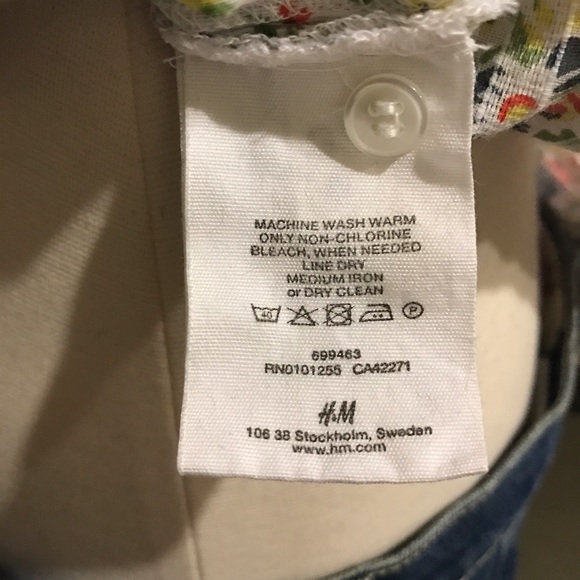 MACHINE WASH WARM
ONLY NON-CHLORINE
BLEACH, WHEN NEEDED
LINE DRY
MEDIUM IRON
or DRY CLEAN
40 P
699463
RN0101255 CA42271
H&M
106 38 Stockholm, Sweden
www.hm.com